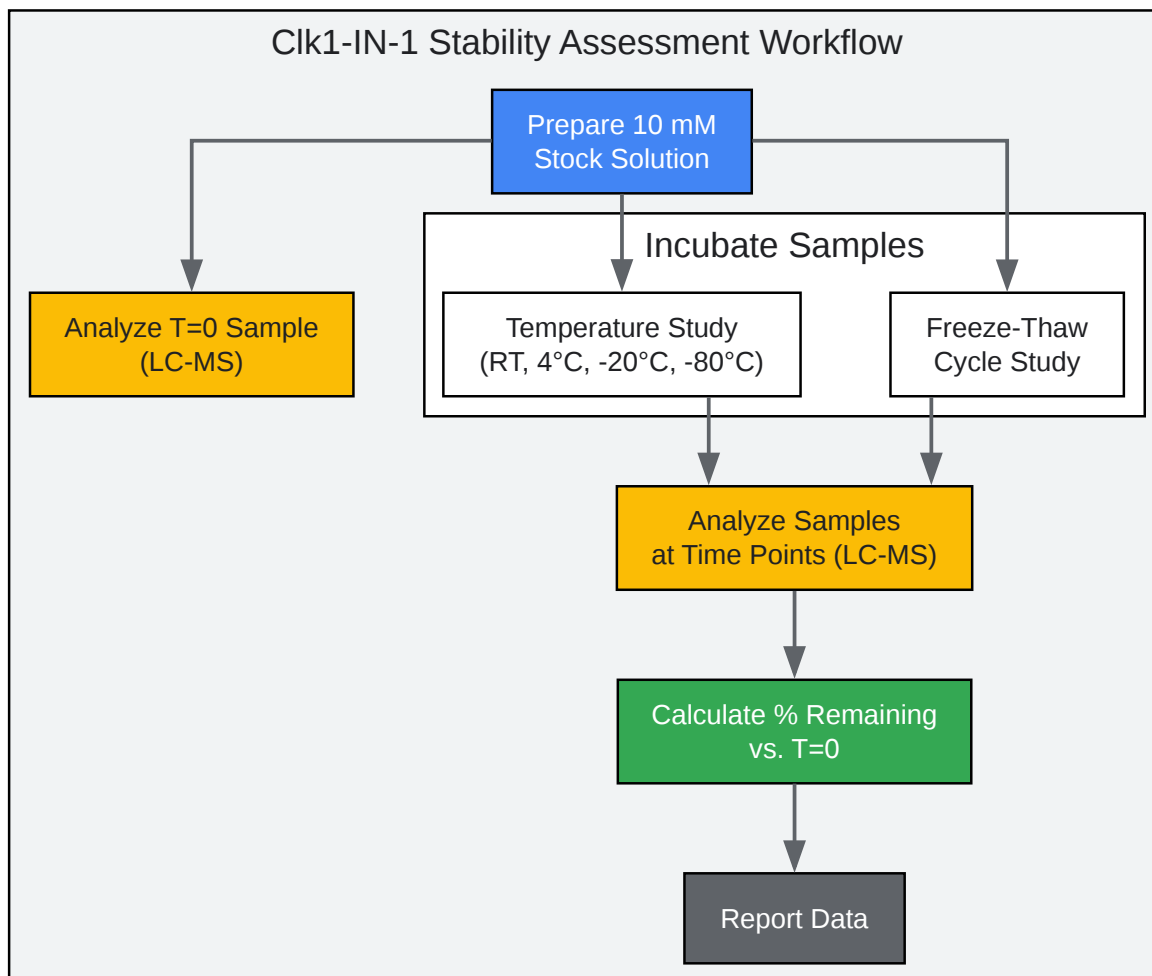 Clk1-IN-1 Stability Assessment Workflow
Prepare 10 mM
Stock Solution
Incubate Samples
Analyze T=0 Sample
(LC-MS)
Temperature Study
(RT, 4°C, -20°C, -80°C)
Freeze-Thaw
Cycle Study
Analyze Samples
at Time Points (LC-MS)
Calculate % Remaining
vs. T=0
Report Data